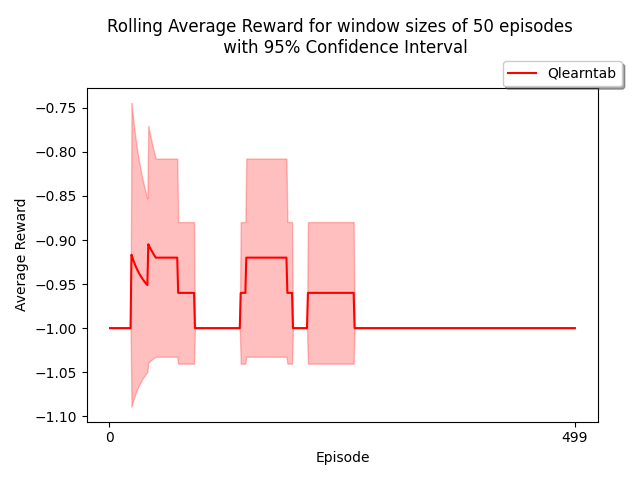 Rolling Average Reward for window sizes of 50 episodes
with 95% Confidence Interval
Qlearntab
−0.75
−0.80
−0.85
−0.90
−0.95
−1.00
−1.05
−1.10
Average Reward
0
499
Episode